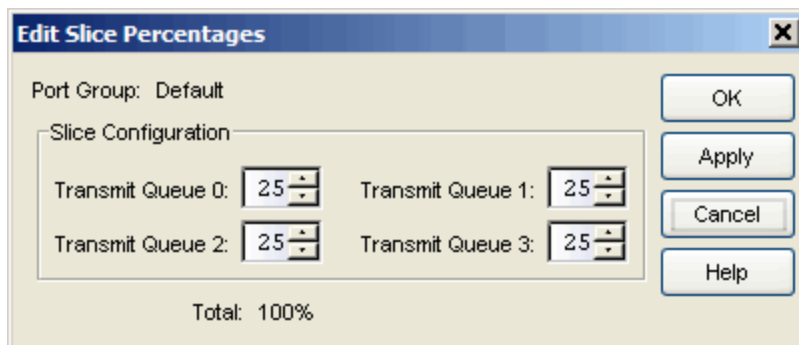 Edit Slice Percentages
Port Group: Default
Slice Configuration
Transmit Queue 0: 25
Transmit Queue 1: 25
Transmit Queue 2: 25
Transmit Queue 3: 25
Total: 100%
OK
Apply
Cancel
Help